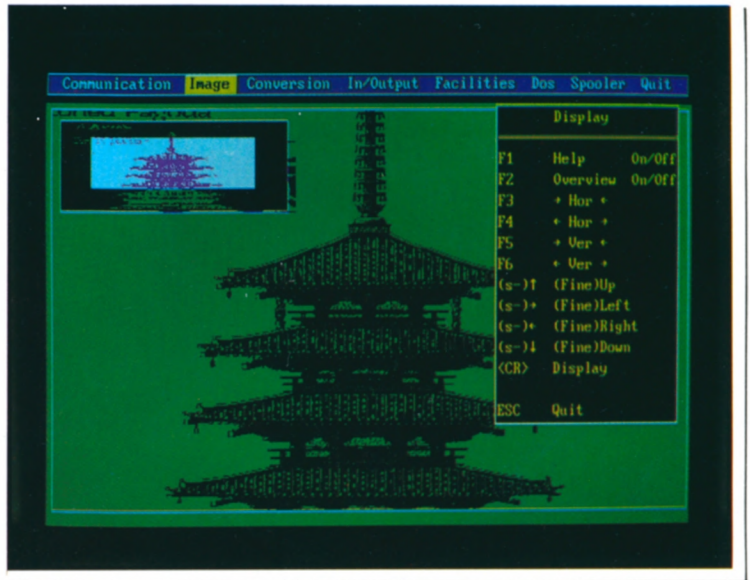 Communication Image Conversion In/Output Facilities Dos Spooler Quit
Display
F1 Help On/Off
F2 Overview On/Off
F3 → Hor ←
F4 ← Hor →
F5 → Ver ←
F6 ← Ver →
(s-)↑ (Fine)Up
(s-)→ (Fine)Left
(s-)← (Fine)Right
(s-)↓ (Fine)Down
<CR> Display
ESC Quit